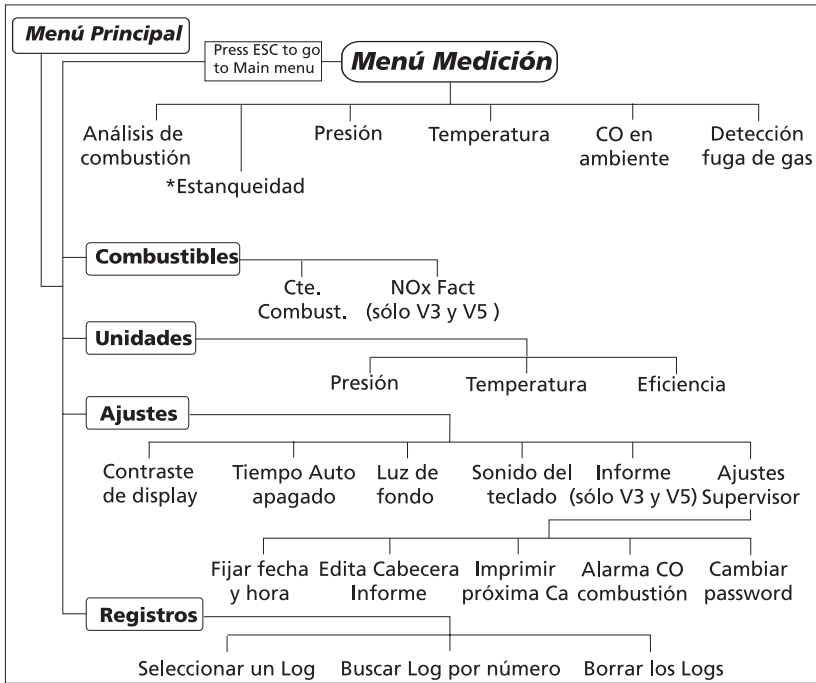 Menú Principal
Press ESC to go
to Main menu
Menú Medición
Análisis de
combustión
*Estanqueidad
Presión
Temperatura
CO en
ambiente
Detección
fuga de gas
Combustibles
Cte.
Combust.
NOx Fact
(sólo V3 y V5 )
Unidades
Presión
Temperatura
Eficiencia
Ajustes
Contraste
de display
Tiempo Auto
apagado
Luz de
fondo
Sonido del
teclado
Informe
(sólo V3 y V5)
Ajustes
Supervisor
Fijar fecha
y hora
Edita Cabecera
Informe
Imprimir
próxima Ca
Alarma CO
combustión
Cambiar
password
Registros
Seleccionar un Log
Buscar Log por número
Borrar los Logs